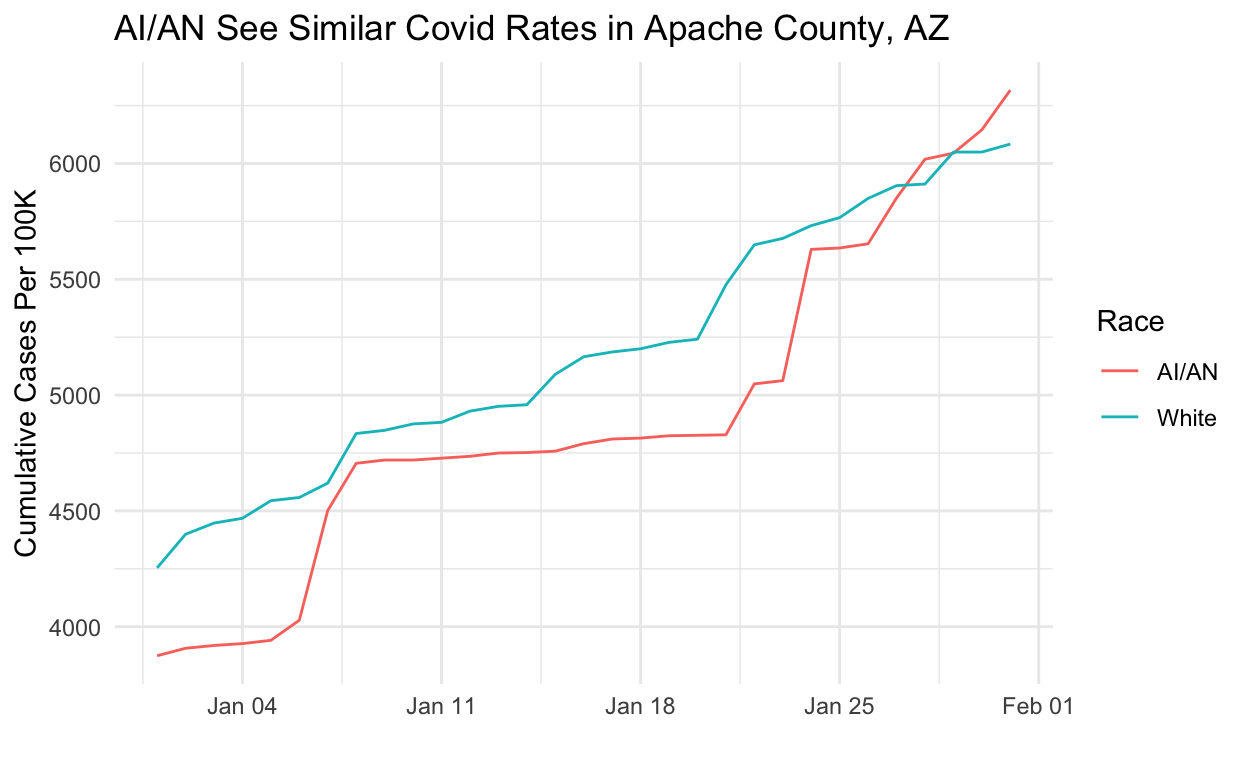 AI/AN See Similar Covid Rates in Apache County, AZ
Cumulative Cases Per 100K
6000
5500
5000
4500
4000
Jan 04
Jan 11
Jan 18
Jan 25
Feb 01
Race
AI/AN
White